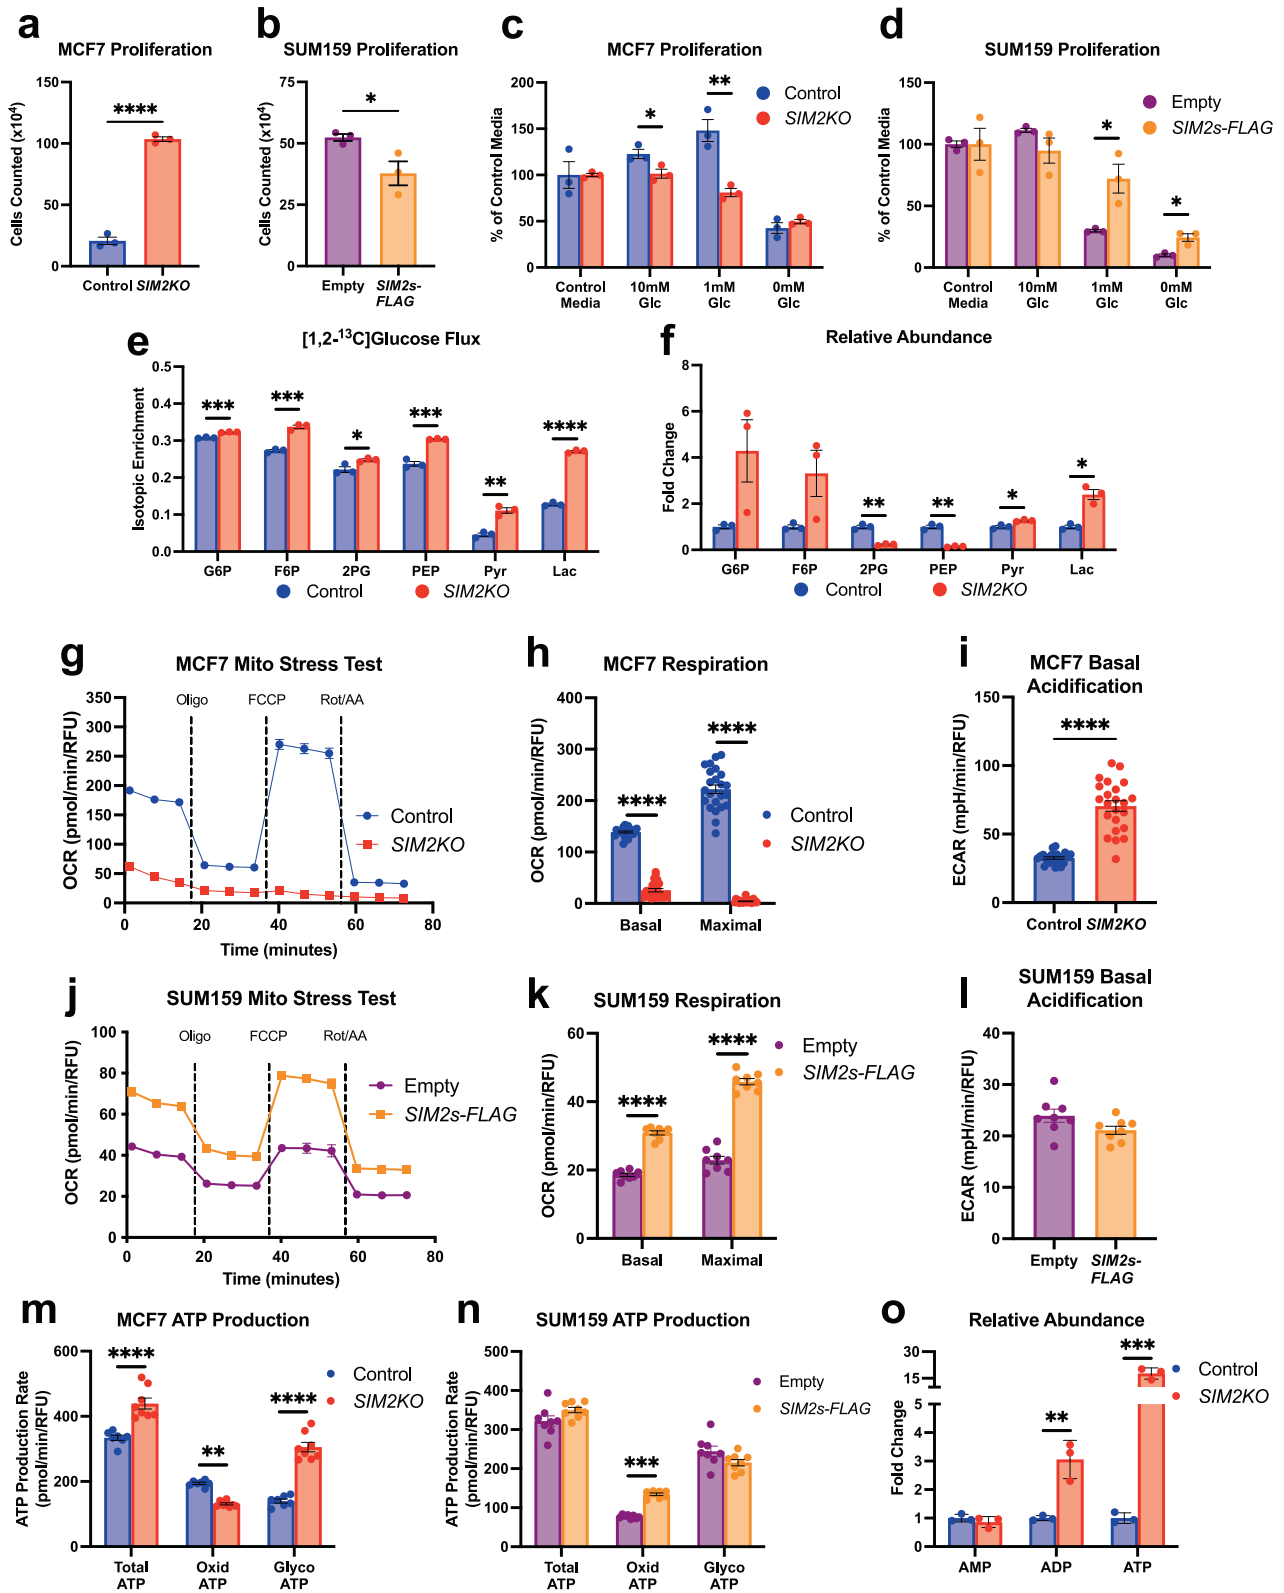 a
MCF7 Proliferation
Cells Counted (x10⁴)
150
100
50
0
****
Control SIM2KO
b
SUM159 Proliferation
Cells Counted (x10⁴)
75
50
25
0
*
Empty SIM2s-
FLAG
c
MCF7 Proliferation
% of Control Media
200
150
100
50
0
* **
Control
SIM2KO
Control 10mM 1mM 0mM
Media Glc Glc Glc
d
SUM159 Proliferation
% of Control Media
150
100
50
0
* *
Empty
SIM2s-FLAG
Control 10mM 1mM 0mM
Media Glc Glc Glc
e
[1,2-¹³C]Glucose Flux
Isotopic Enrichment
0.5
0.4
0.3
0.2
0.1
0.0
*** *** * *** ** ****
G6P F6P 2PG PEP Pyr Lac
Control SIM2KO
f
Relative Abundance
Fold Change
8
6
4
2
0
** ** * *
G6P F6P 2PG PEP Pyr Lac
Control SIM2KO
g
MCF7 Mito Stress Test
OCR (pmol/min/RFU)
350
300
250
200
150
100
50
0
Oligo FCCP Rot/AA
Control
SIM2KO
0 20 40 60 80
Time (minutes)
h
MCF7 Respiration
OCR (pmol/min/RFU)
400
300
200
100
0
**** ****
Control
SIM2KO
Basal Maximal
i
MCF7 Basal
Acidification
ECAR (mpH/min/RFU)
150
100
50
0
****
Control SIM2KO
j
SUM159 Mito Stress Test
OCR (pmol/min/RFU)
100
80
60
40
20
0
Oligo FCCP Rot/AA
Empty
SIM2s-FLAG
0 20 40 60 80
Time (minutes)
k
SUM159 Respiration
OCR (pmol/min/RFU)
60
40
20
0
**** ****
Empty
SIM2s-FLAG
Basal Maximal
l
SUM159 Basal
Acidification
ECAR (mpH/min/RFU)
40
30
20
10
0
Empty SIM2s-
FLAG
m
MCF7 ATP Production
ATP Production Rate
(pmol/min/RFU)
600
400
200
0
**** ** ****
Control
SIM2KO
Total Oxid Glyco
ATP ATP ATP
n
SUM159 ATP Production
ATP Production Rate
(pmol/min/RFU)
500
400
300
200
100
0
***
Empty
SIM2s-FLAG
Total Oxid Glyco
ATP ATP ATP
o
Relative Abundance
Fold Change
30
15
5
4
3
2
1
0
** ***
Control
SIM2KO
AMP ADP ATP